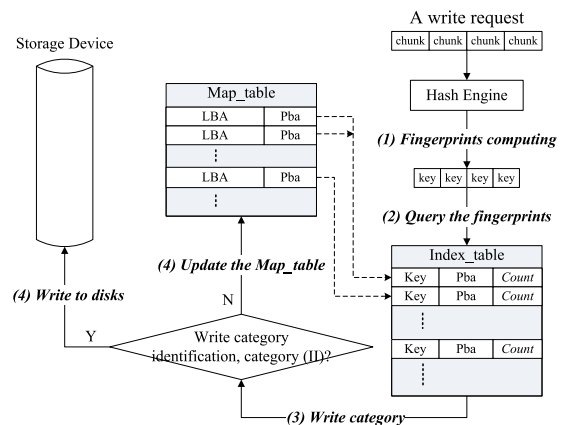 A write request
chunk chunk chunk chunk
Storage Device
Map_table
Hash Engine
LBA Pba
LBA Pba
(1) Fingerprints computing
LBA Pba
key key key key
(2) Query the fingerprints
Index_table
(4) Update the Map_table
Key Pba Count
(4) Write to disks
Key Pba Count
N
Y
Write category
identification, category (II)?
Key Pba Count
(3) Write category